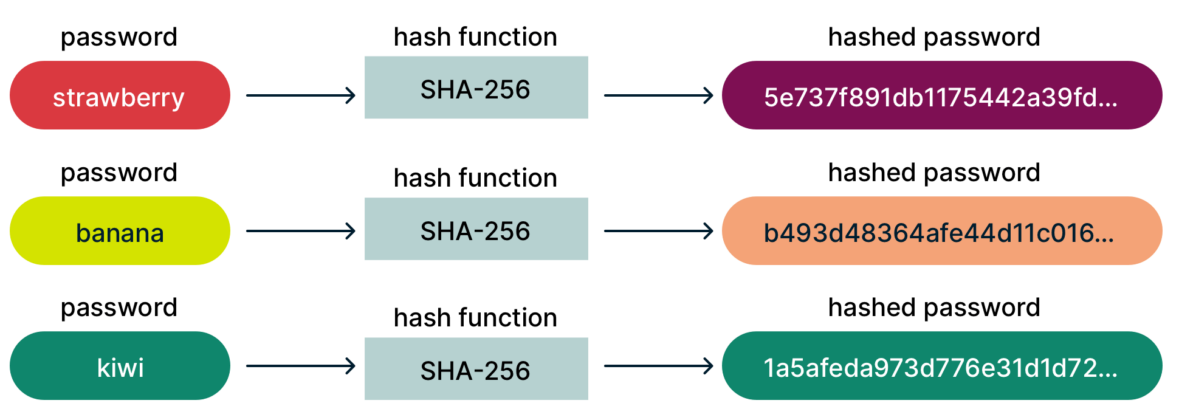 password hash function hashed password
strawberry SHA-256 5e737f891db1175442a39fd...
password hash function hashed password
banana SHA-256 b493d48364afe44d11c016...
password hash function hashed password
kiwi SHA-256 1a5afeda973d776e31d1d72...